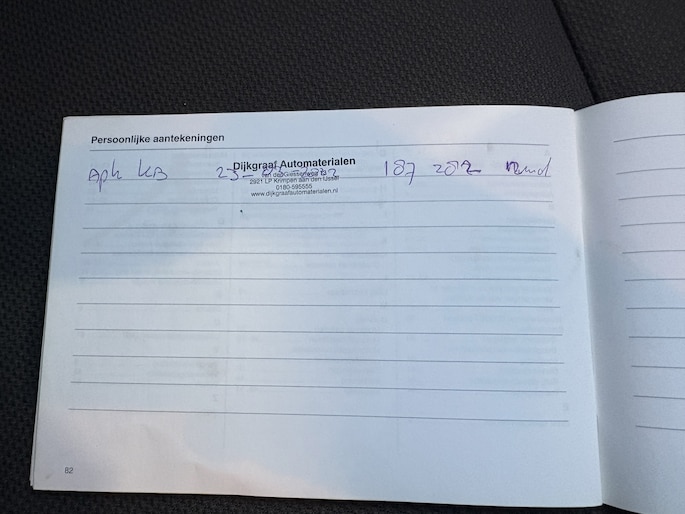 Persoonlijke aantekeningen
Dijkgraaf Automaterialen
Apk KB 187 202
2921 LP Krimpen aan den IJssel
0180-595555
www.dijkgraafautomaterialen.nl
82